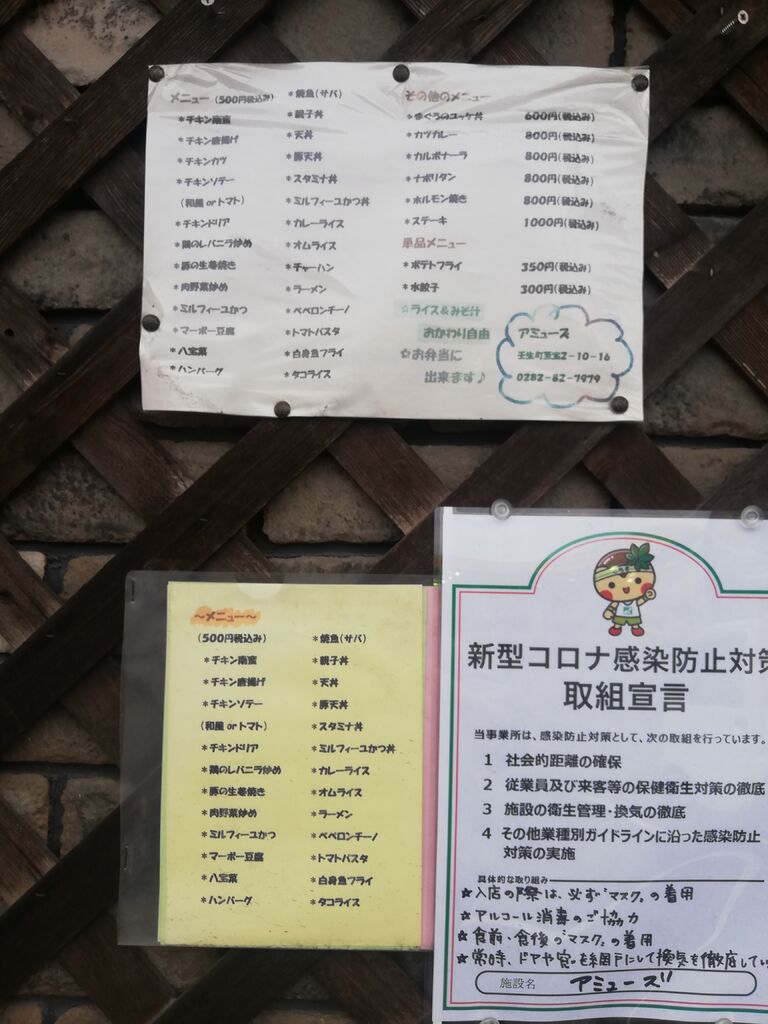 メニュー (500円税込み)
*チキン南蛮
*チキン唐揚げ
*チキンカツ
*チキンソテー
(和風 or トマト)
*チキンドリア
*鶏のレバニラ炒め
*豚の生姜焼き
*肉野菜炒め
*ミルフィーユかつ
*マーボー豆腐
*八宝菜
*ハンバーグ
*焼魚(サバ)
*親子丼
*天丼
*豚天丼
*スタミナ丼
*ミルフィーユかつ丼
*カレーライス
*オムライス
*チャーハン
*ラーメン
*ペペロンチーノ
*トマトパスタ
*白身魚フライ
*タコライス
その他のメニュー
*まぐろのユッケ丼 600円(税込み)
*カツカレー 800円(税込み)
*カルボナーラ 800円(税込み)
*ナポリタン 800円(税込み)
*ホルモン焼き 800円(税込み)
*ステーキ 1000円(税込み)
単品メニュー
*ポテトフライ 350円(税込み)
*水餃子 300円(税込み)
☆ライス&みそ汁
おかわり自由
☆お弁当に
出来ます♪
アミューズ
壬生町至宝2-10-16
0282-82-7979
~メニュー~
(500円税込み)
*チキン南蛮
*チキン唐揚げ
*チキンソテー
(和風 or トマト)
*チキンドリア
*鶏のレバニラ炒め
*豚の生姜焼き
*肉野菜炒め
*ミルフィーユかつ
*マーボー豆腐
*八宝菜
*ハンバーグ
*焼魚(サバ)
*親子丼
*天丼
*豚天丼
*スタミナ丼
*ミルフィーユかつ丼
*カレーライス
*オムライス
*ラーメン
*ペペロンチーノ
*トマトパスタ
*白身魚フライ
*タコライス
新型コロナ感染防止対策
取組宣言
当事業所は、感染防止対策として、次の取組を行っています。
1 社会的距離の確保
2 従業員及び来客等の保健衛生対策の徹底
3 施設の衛生管理・換気の徹底
4 その他業種別ガイドラインに沿った感染防止
対策の実施
具体的な取り組み
★入店の際は、必ず"マスク"の着用
★アルコール消毒のご協力
★食前・食後の"マスク"の着用
★常時、ドアや窓を網戸にして換気を徹底してい
施設名 アミューズ